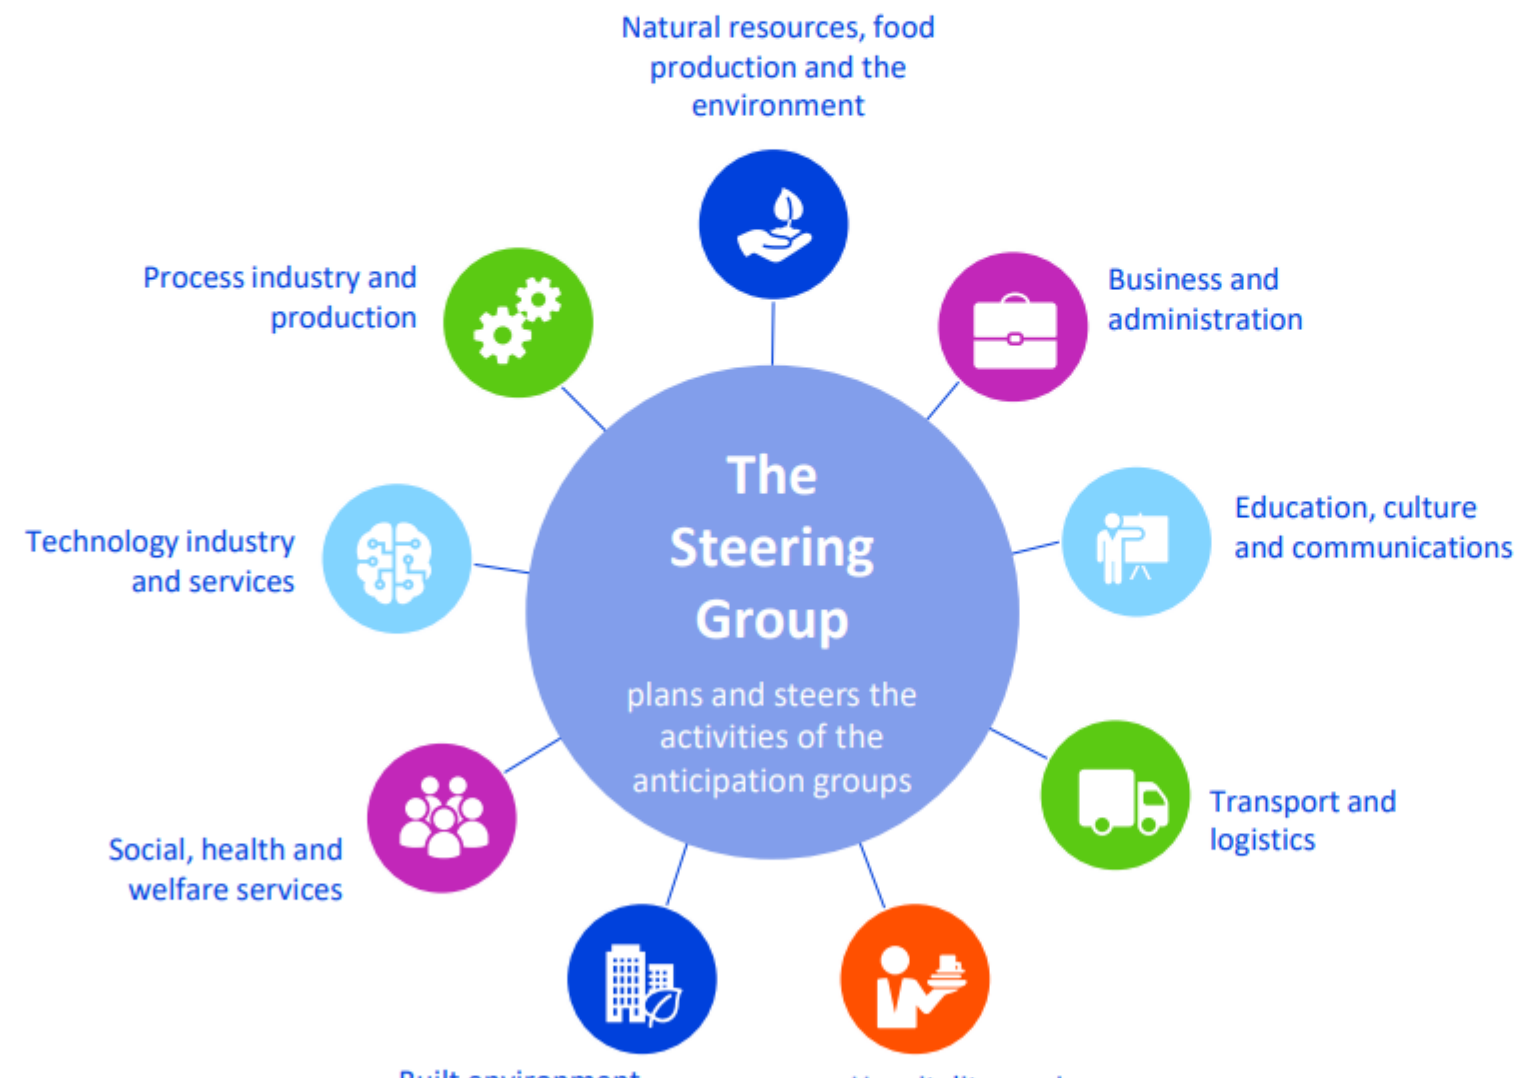 Natural resources, food
production and the
environment
Process industry and
production
Business and
administration
The
Steering
Group
plans and steers the
activities of the
anticipation groups
Technology industry
and services
Education, culture
and communications
Social, health and
welfare services
Transport and
logistics
Built environment